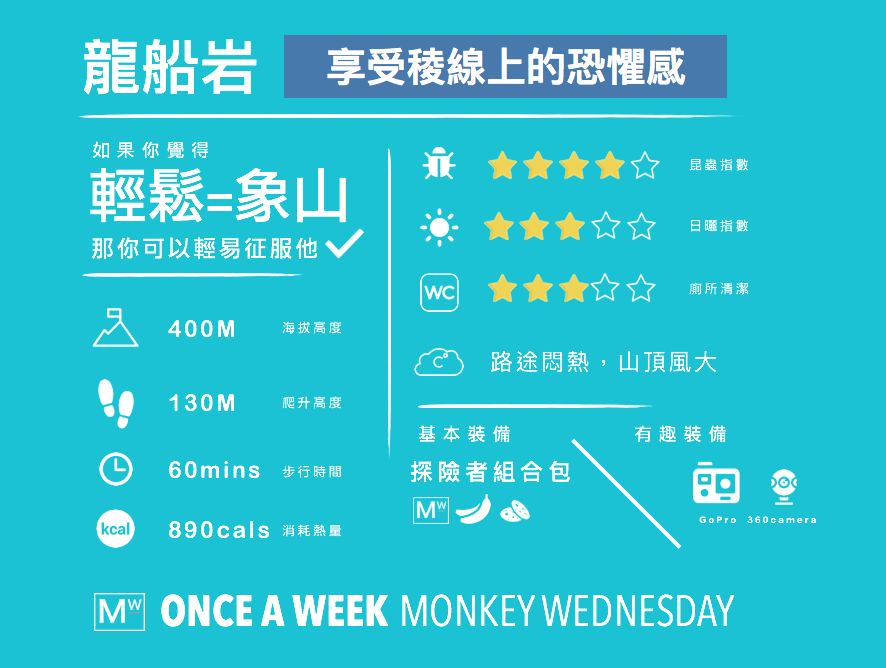 龍船岩
享受稜線上的恐懼感
如果你覺得
輕鬆=象山
那你可以輕易征服他
400M 海拔高度
130M 爬升高度
60mins 步行時間
kcal 890cals 消耗熱量
昆蟲指數
日曬指數
WC 廁所清潔
C° 路途悶熱，山頂風大
基本裝備
探險者組合包
MW
有趣裝備
GoPro 360camera
MW ONCE A WEEK MONKEY WEDNESDAY